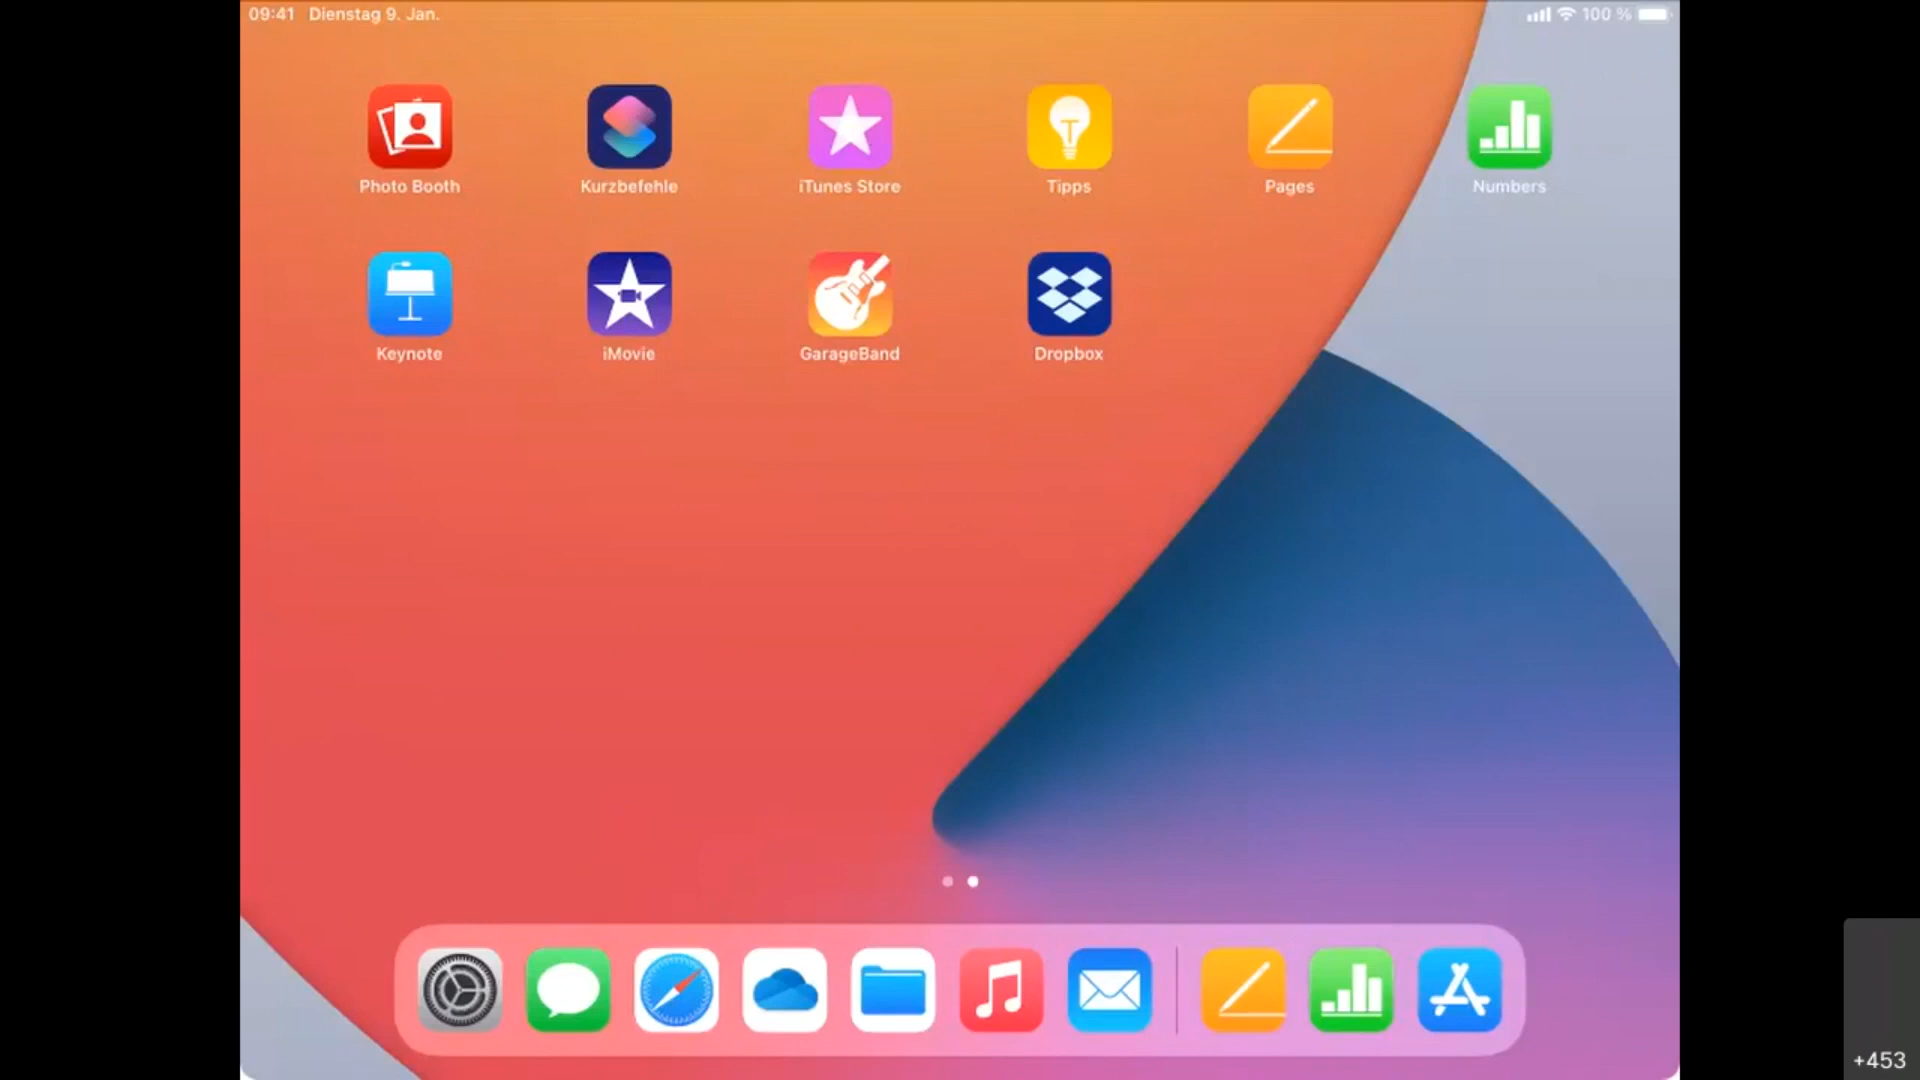 09:41 Dienstag 9. Jan.
100 %
Photo Booth
Kurzbefehle
iTunes Store
Tipps
Pages
Numbers
Keynote
iMovie
GarageBand
Dropbox
+453